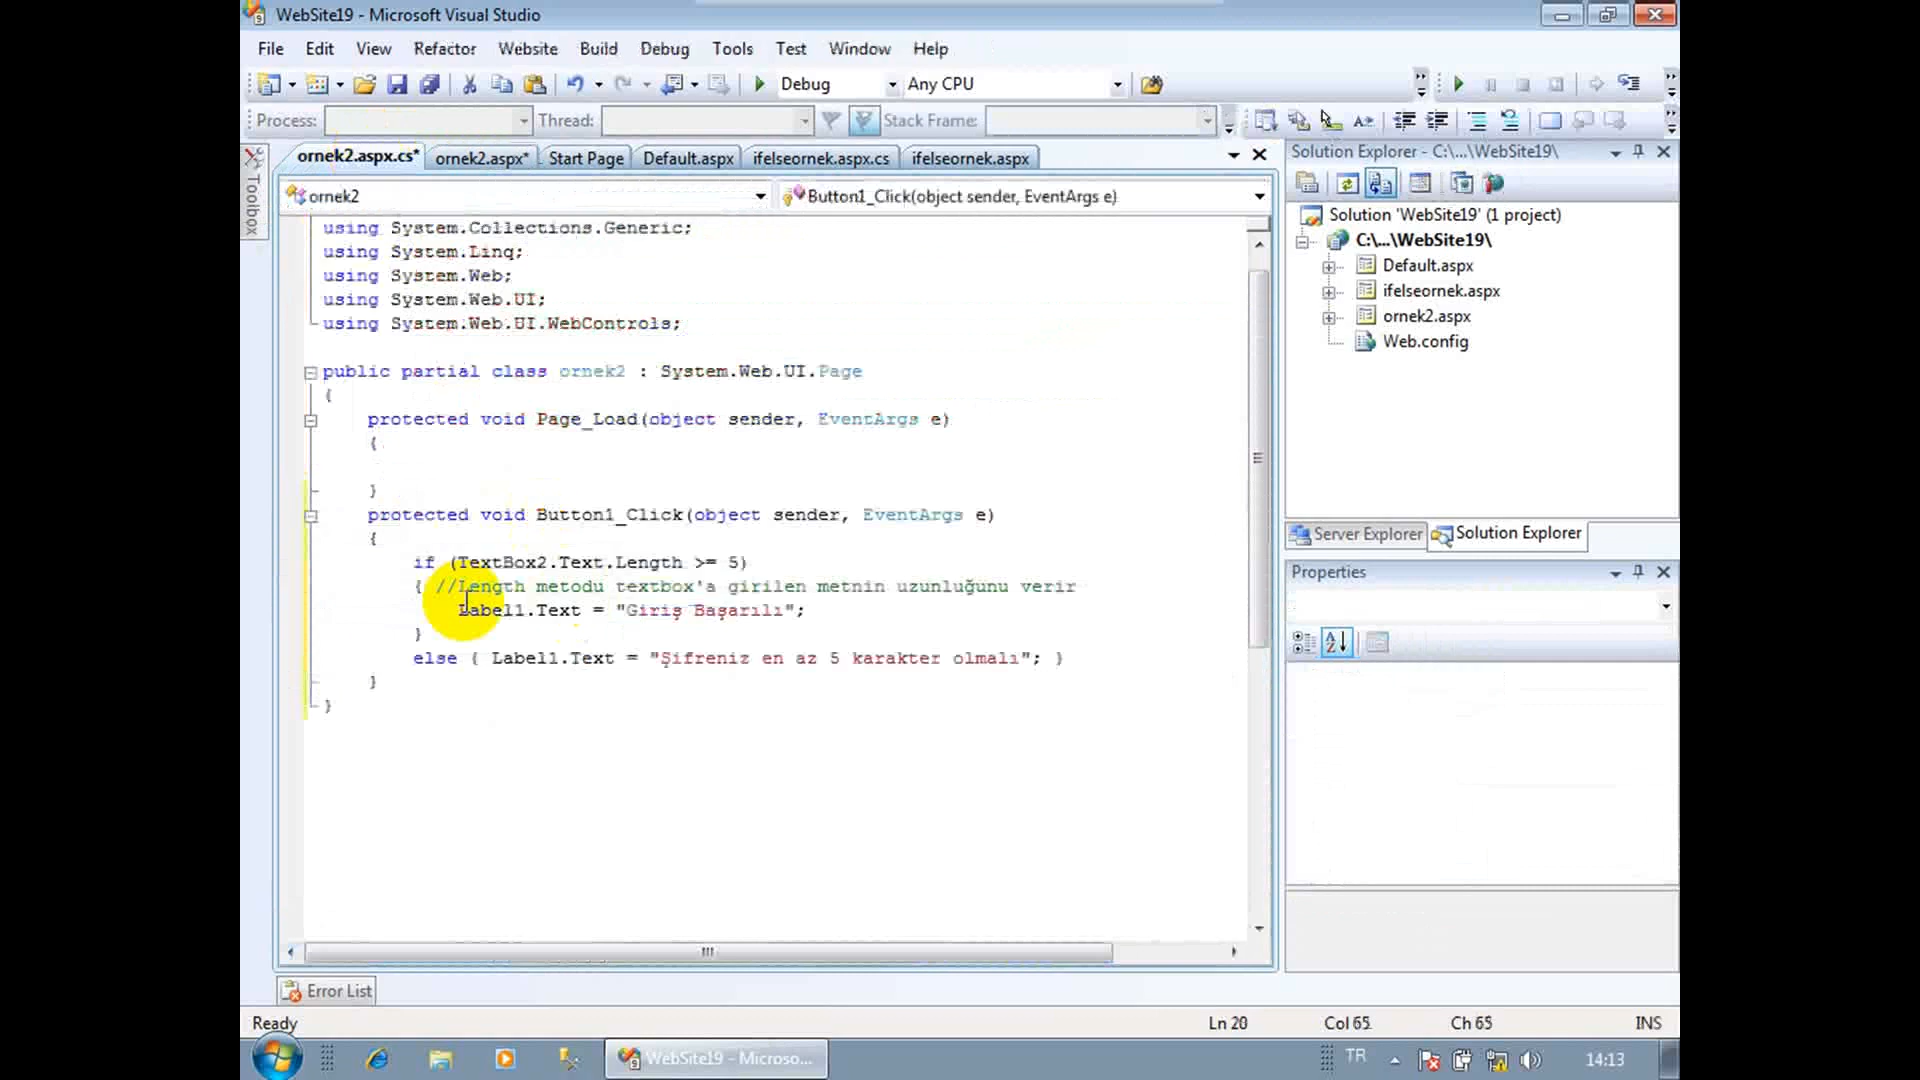 WebSite19 - Microsoft Visual Studio
File Edit View Refactor Website Build Debug Tools Test Window Help
Debug Any CPU
Process: Thread: Stack Frame:
ornek2.aspx.cs* ornek2.aspx* Start Page Default.aspx ifelseornek.aspx.cs ifelseornek.aspx
Toolbox
ornek2 Button1_Click(object sender, EventArgs e)
using System.Collections.Generic;
using System.Linq;
using System.Web;
using System.Web.UI;
using System.Web.UI.WebControls;
public partial class ornek2 : System.Web.UI.Page
{
protected void Page_Load(object sender, EventArgs e)
{
}
protected void Button1_Click(object sender, EventArgs e)
{
if (TextBox2.Text.Length >= 5)
{ //Length metodu textbox'a girilen metnin uzunluğunu verir
Label1.Text = "Giriş Başarılı";
}
else { Label1.Text = "Şifreniz en az 5 karakter olmalı"; }
}
}
Solution Explorer - C:\...\WebSite19\
Solution 'WebSite19' (1 project)
C:\...\WebSite19\
Default.aspx
ifelseornek.aspx
ornek2.aspx
Web.config
Server Explorer Solution Explorer
Properties
Error List
Ready Ln 20 Col 65 Ch 65 INS
WebSite19 - Microso... TR 14:13